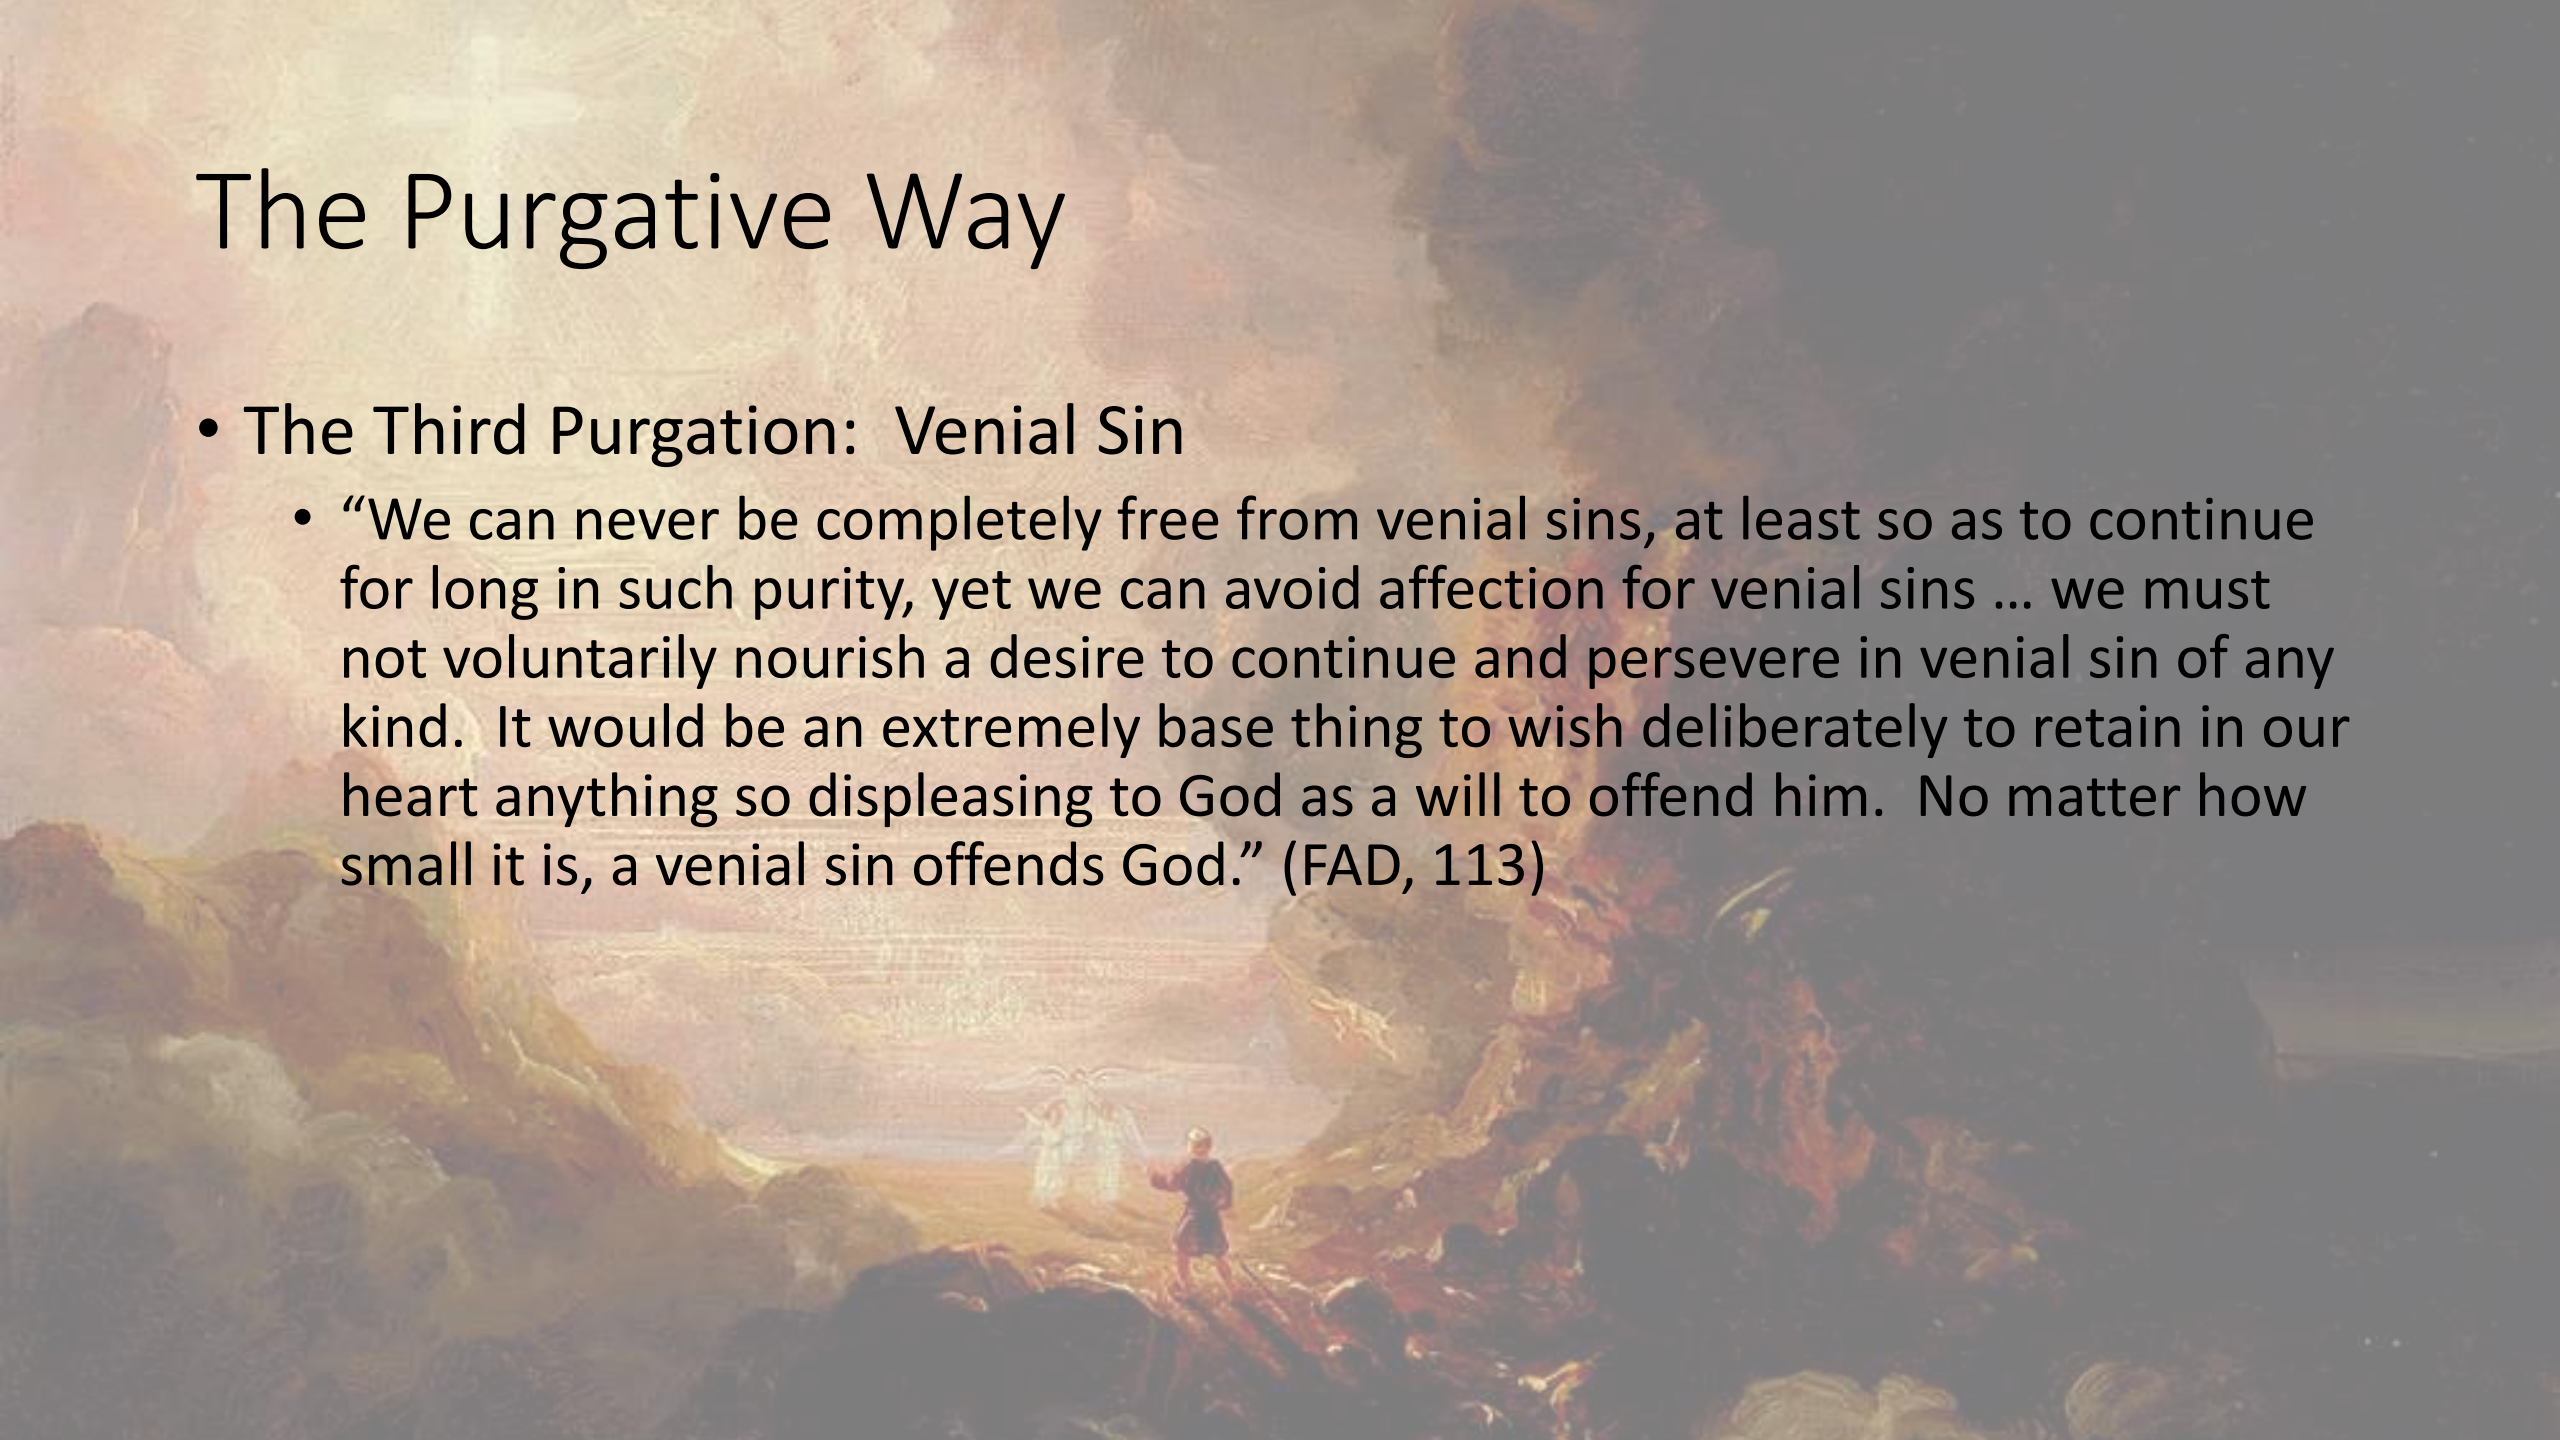 The Purgative Way
• The Third Purgation:  Venial Sin
• “We can never be completely free from venial sins, at least so as to continue
for long in such purity, yet we can avoid affection for venial sins … we must
not voluntarily nourish a desire to continue and persevere in venial sin of any
kind.  It would be an extremely base thing to wish deliberately to retain in our
heart anything so displeasing to God as a will to offend him.  No matter how
small it is, a venial sin offends God.” (FAD, 113)